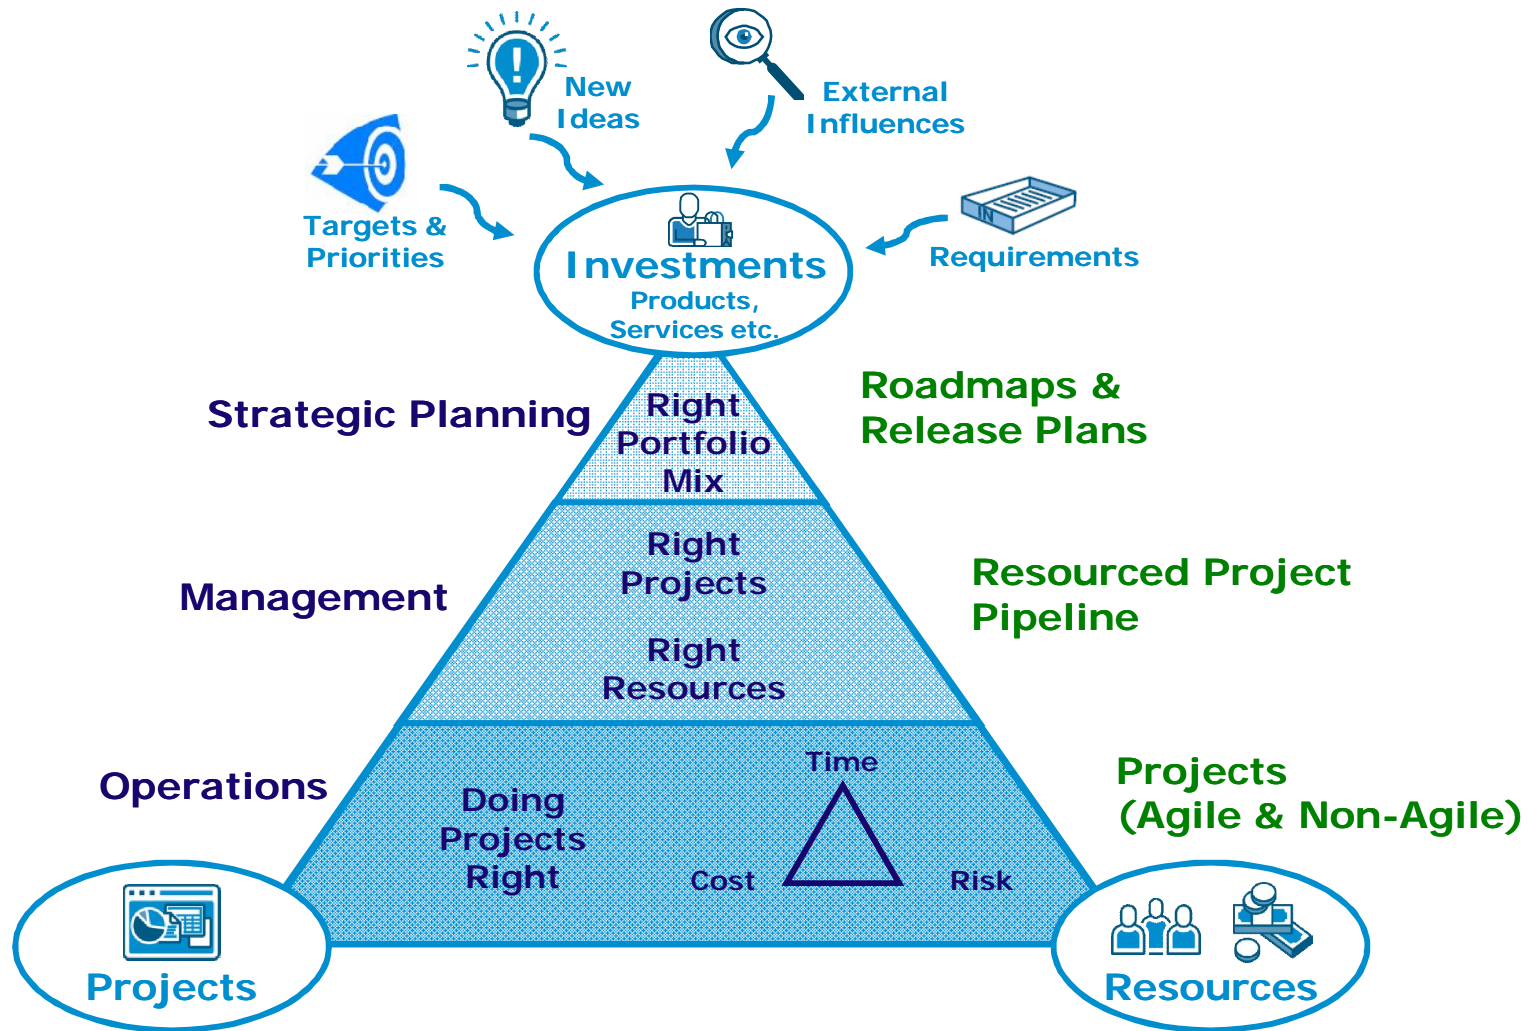 New
Ideas
External
Influences
Targets &
Priorities
IN
Requirements
Investments
Products,
Services etc.
Strategic Planning
Right
Portfolio
Mix
Roadmaps &
Release Plans
Management
Right
Projects
Right
Resources
Resourced Project
Pipeline
Operations
Doing
Projects
Right
Time
Cost
Risk
Projects
(Agile & Non-Agile)
Projects
Resources